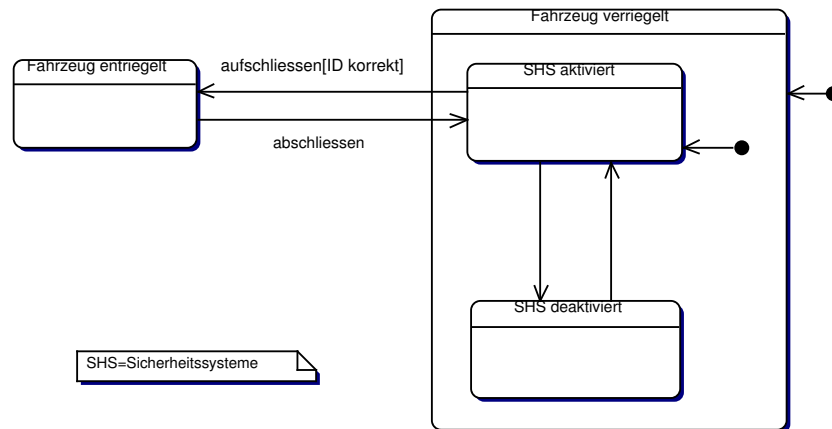 Fahrzeug verriegelt
Fahrzeug entriegelt
aufschliessen[ID korrekt]
SHS aktiviert
abschliessen
SHS deaktiviert
SHS=Sicherheitssysteme